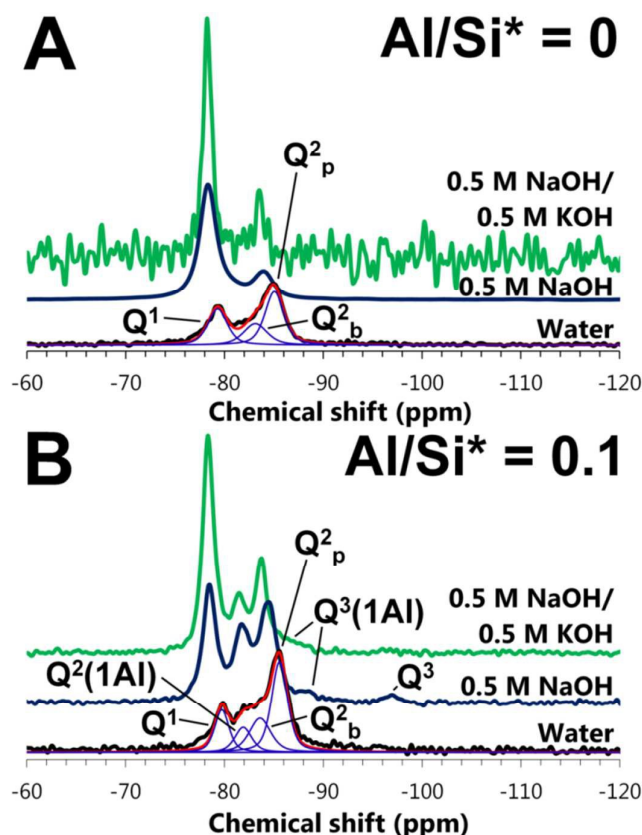 A
Al/Si* = 0
Q²p
0.5 M NaOH/
0.5 M KOH
0.5 M NaOH
Q¹
Q²b
Water
-60 -70 -80 -90 -100 -110 -120
Chemical shift (ppm)
B
Al/Si* = 0.1
Q²p
0.5 M NaOH/
0.5 M KOH
Q³(1Al)
Q²(1Al)
Q³
0.5 M NaOH
Q¹
Q²b
Water
-60 -70 -80 -90 -100 -110 -120
Chemical shift (ppm)